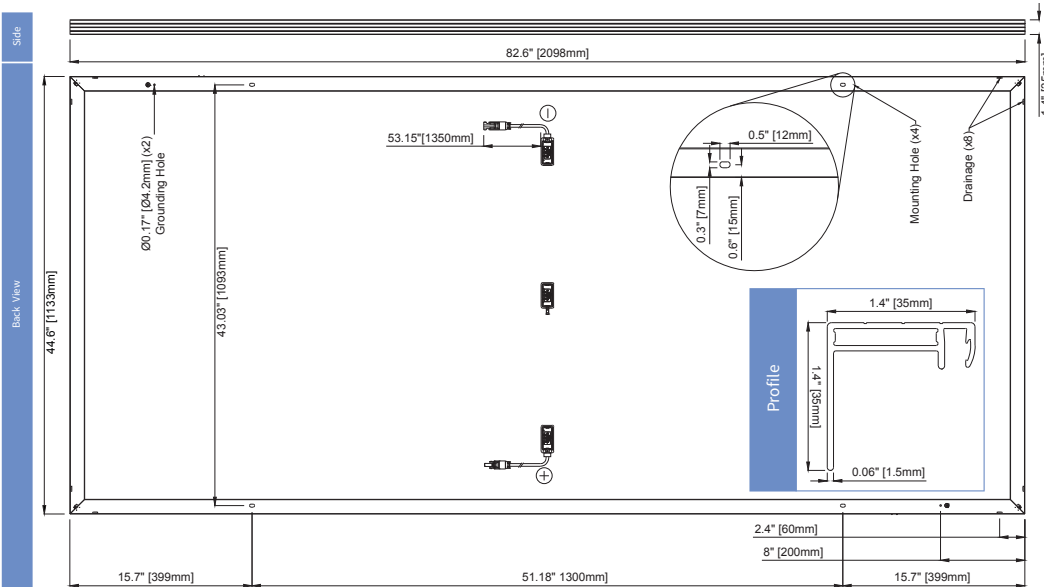 Side
82.6" [2098mm]
1.4" [35mm]
Back View
44.6" [1133mm]
Ø0.17" [Ø4.2mm] (x2)
Grounding Hole
43.03" [1093mm]
53.15"[1350mm]
−
+
0.5" [12mm]
0.3" [7mm]
0.6" [15mm]
Mounting Hole (x4)
Drainage (x8)
Profile
1.4" [35mm]
1.4" [35mm]
0.06" [1.5mm]
2.4" [60mm]
8" [200mm]
15.7" [399mm]
51.18" 1300mm]
15.7" [399mm]